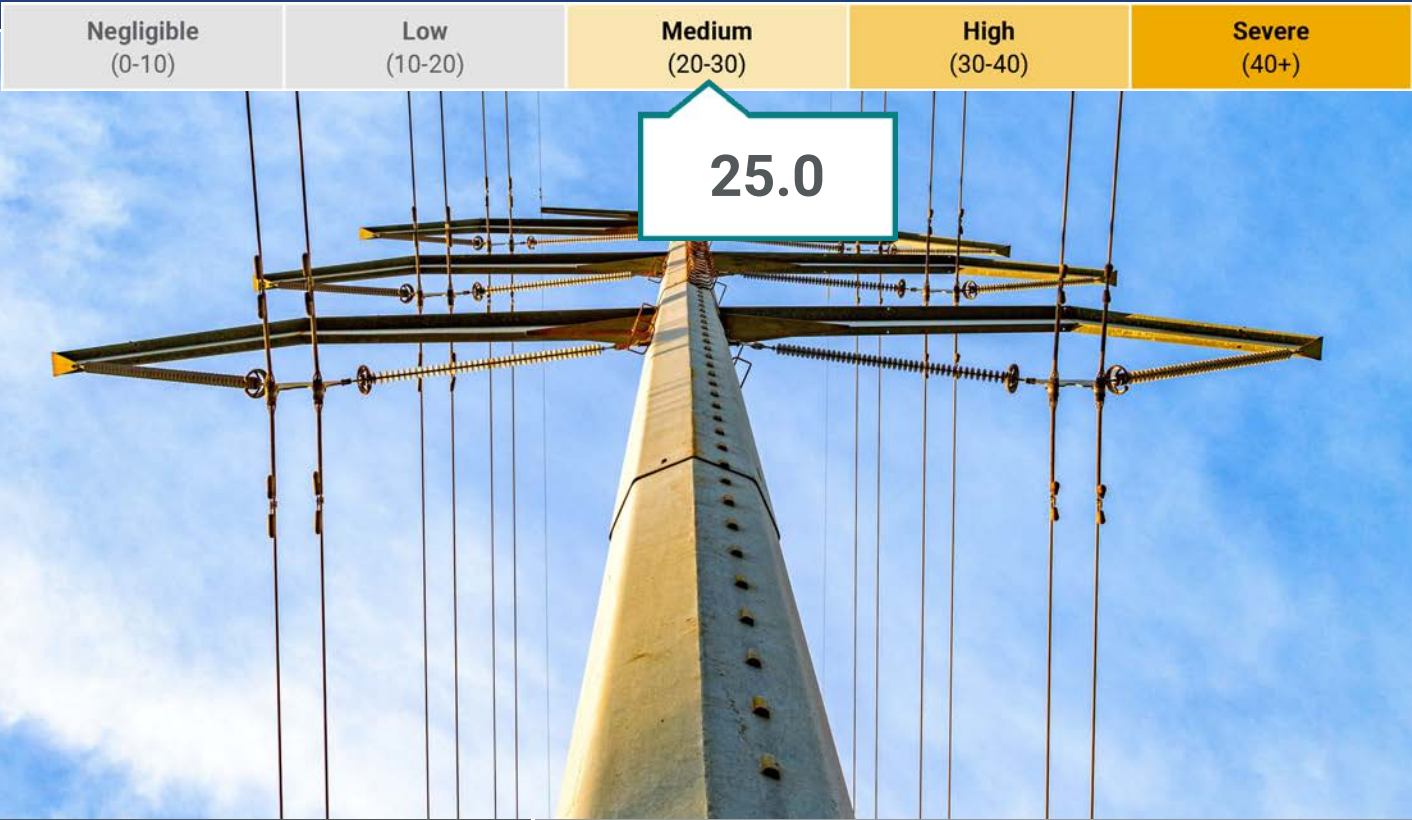 Negligible
(0-10)
Low
(10-20)
Medium
(20-30)
High
(30-40)
Severe
(40+)
25.0